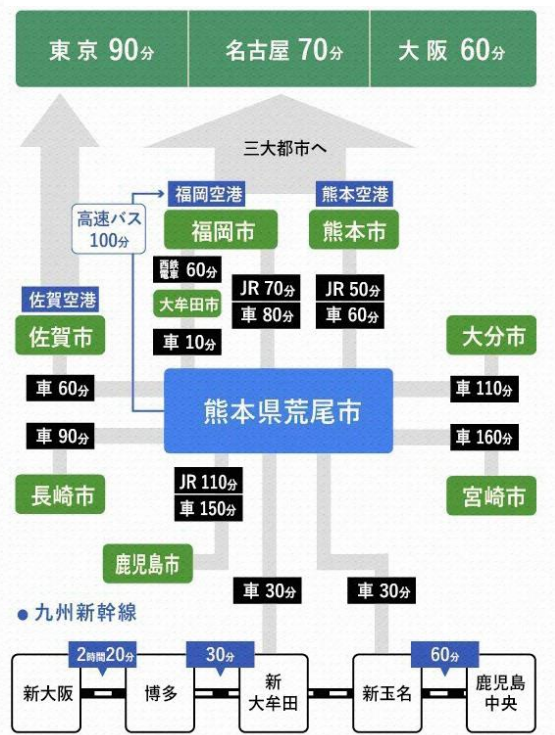 東京 90分
名古屋 70分
大阪 60分
三大都市へ
福岡空港
熊本空港
高速バス
100分
福岡市
熊本市
西鉄
電車 60分
JR 70分
車 80分
JR 50分
車 60分
佐賀空港
大牟田市
佐賀市
車 10分
大分市
車 60分
熊本県荒尾市
車 110分
車 90分
車 160分
長崎市
JR 110分
車 150分
宮崎市
鹿児島市
車 30分
車 30分
● 九州新幹線
2時間20分
30分
60分
新大阪
博多
新
大牟田
新玉名
鹿児島
中央